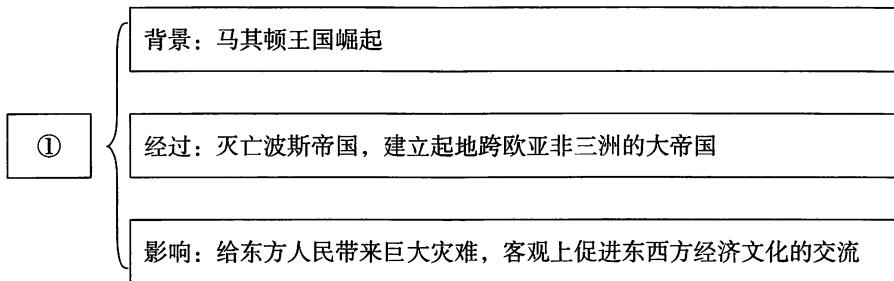 背景：马其顿王国崛起
①
经过：灭亡波斯帝国，建立起地跨欧亚非三洲的大帝国
影响：给东方人民带来巨大灾难，客观上促进东西方经济文化的交流